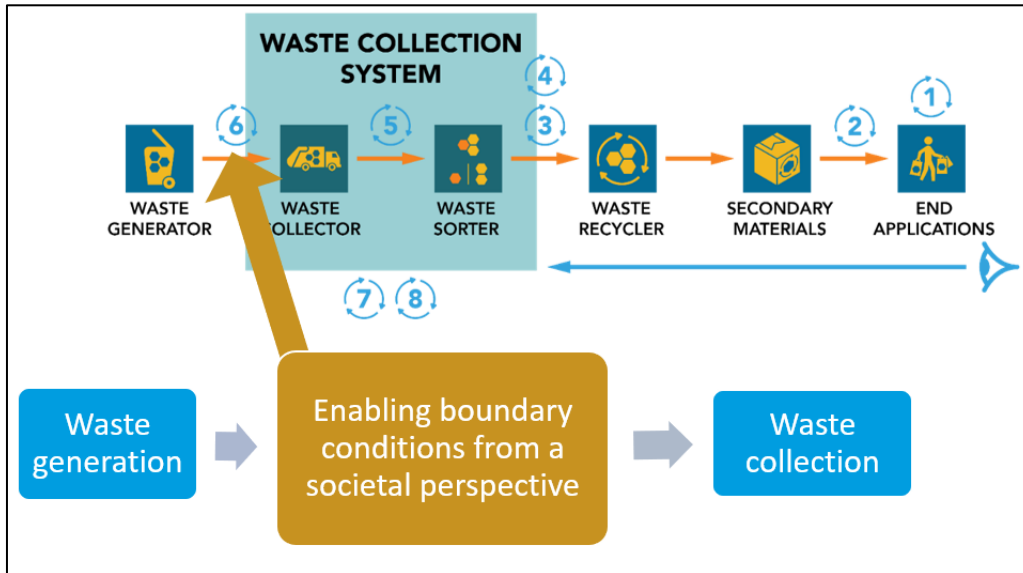 WASTE COLLECTION
SYSTEM
4
1
6
5
3
2
WASTE
GENERATOR
WASTE
COLLECTOR
WASTE
SORTER
WASTE
RECYCLER
SECONDARY
MATERIALS
END
APPLICATIONS
7
8
Waste
generation
Enabling boundary
conditions from a
societal perspective
Waste
collection